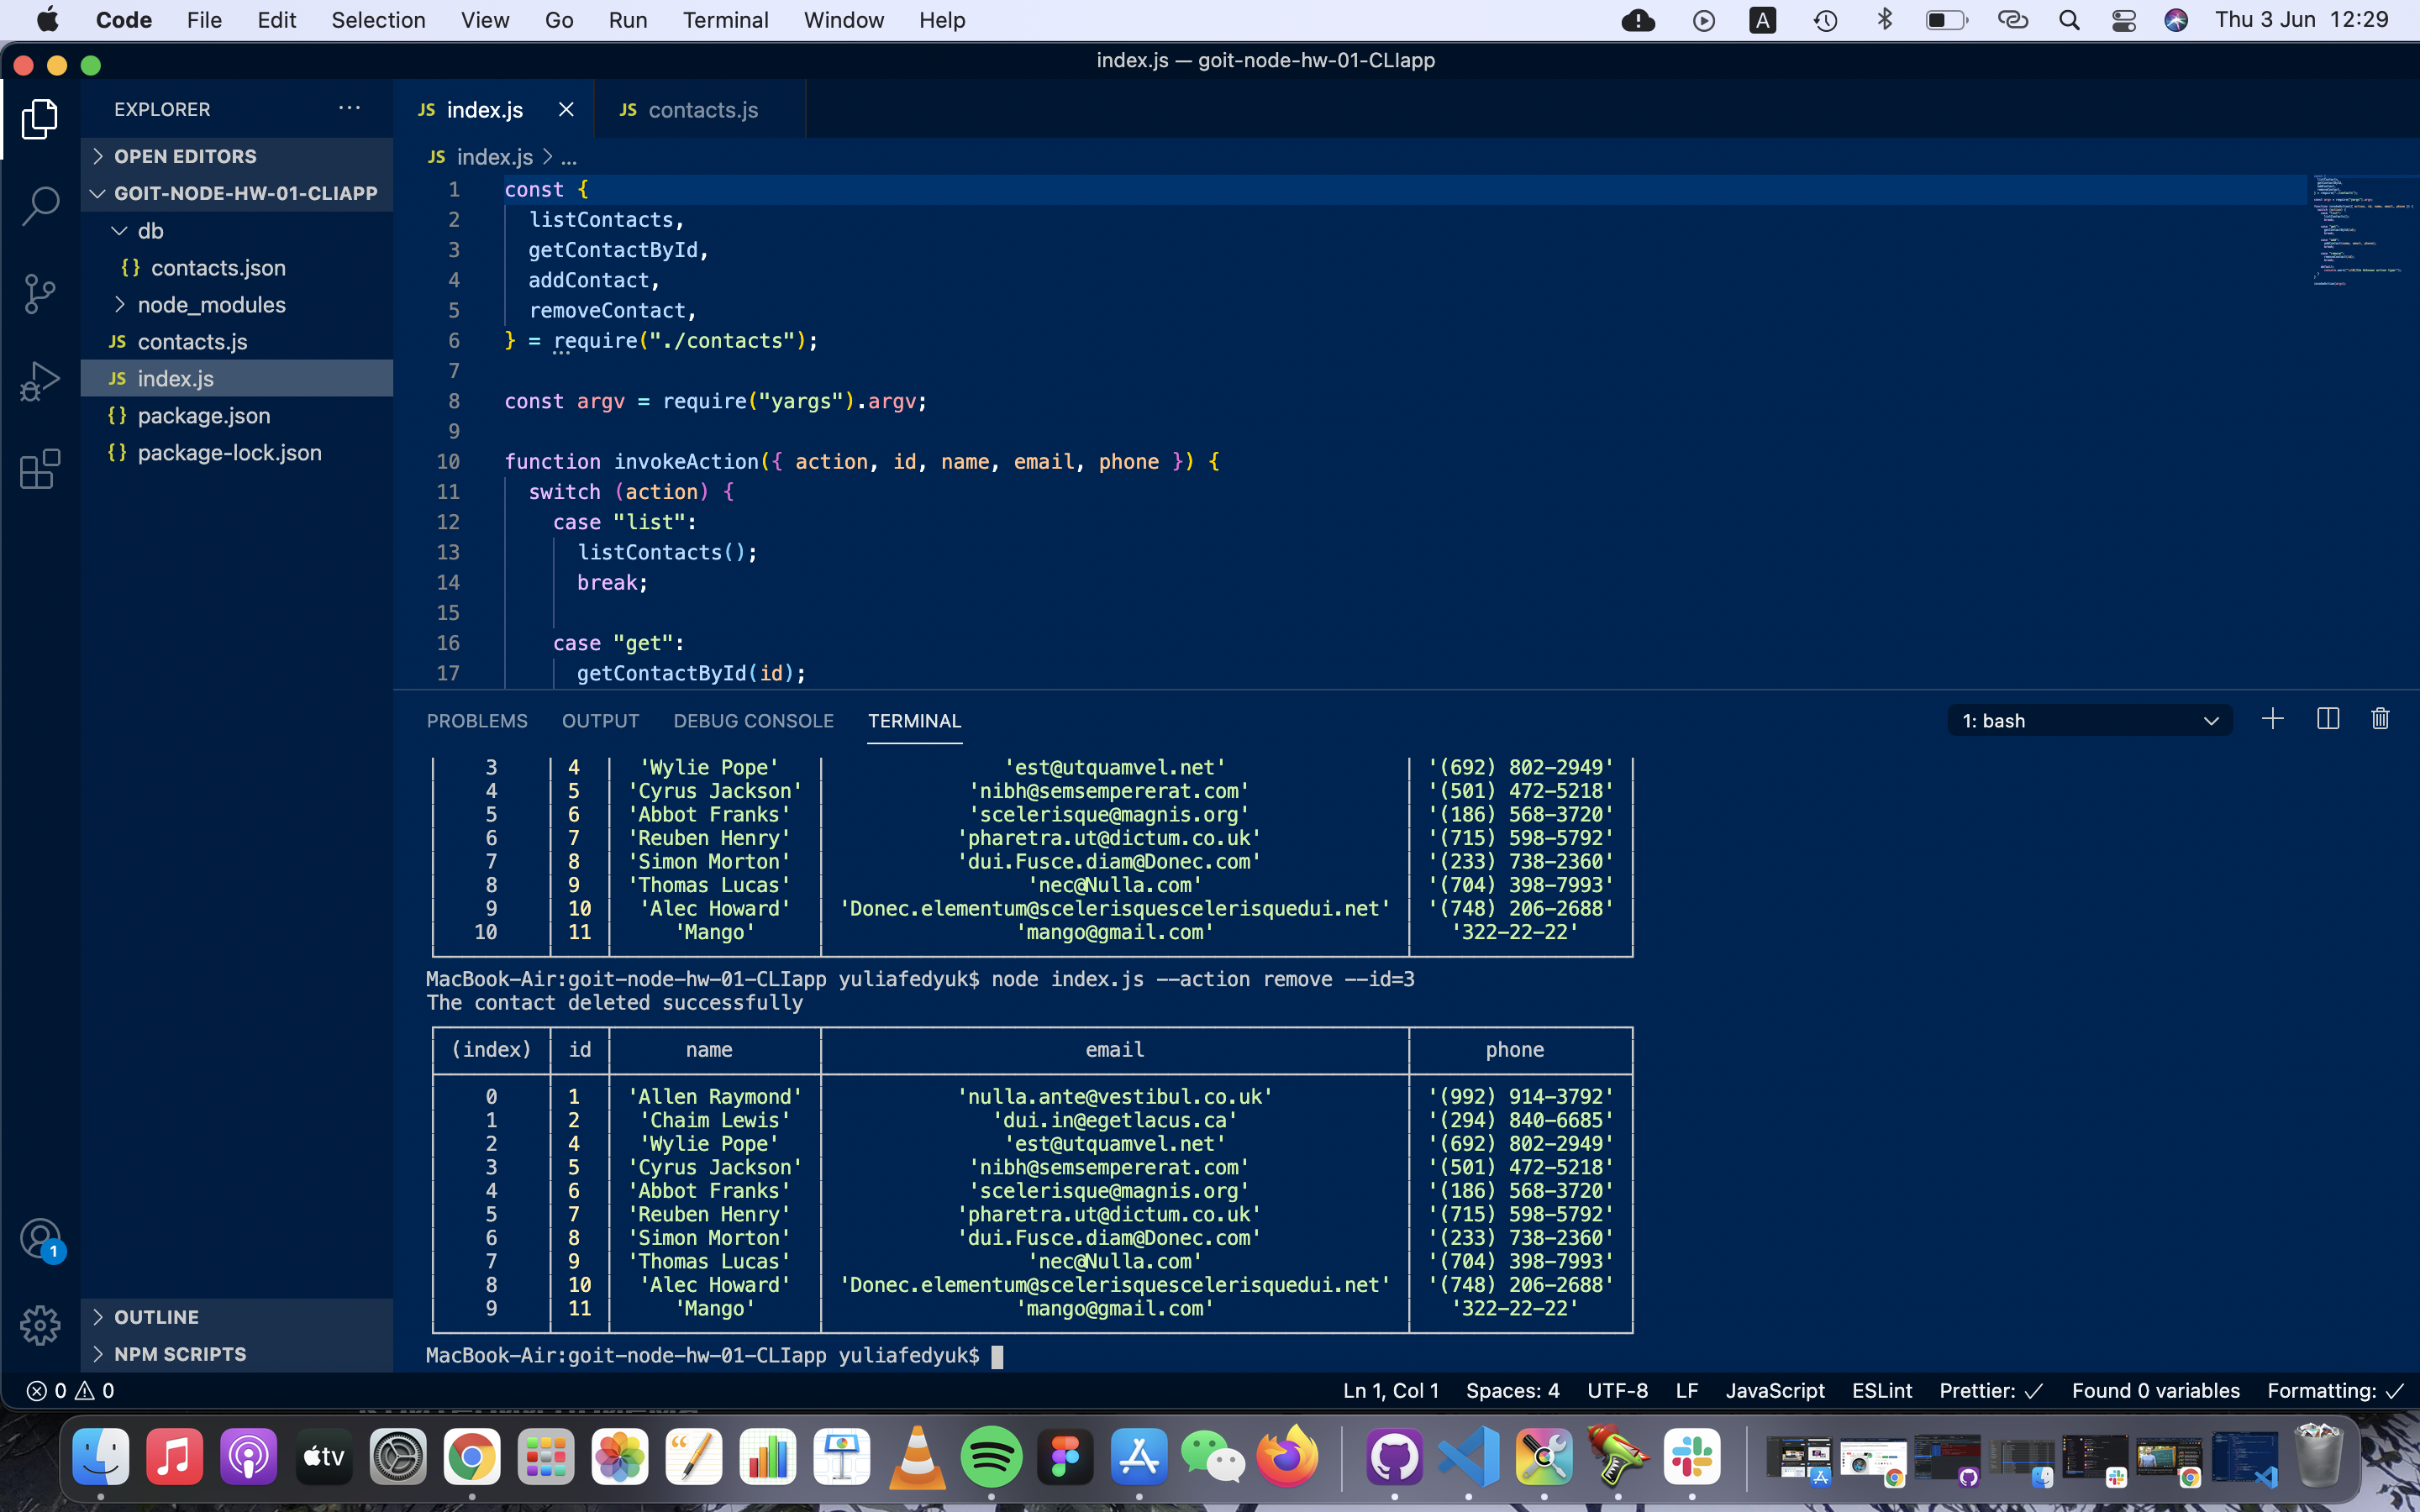 Code File Edit Selection View Go Run Terminal Window Help A Thu 3 Jun 12:29
index.js — goit-node-hw-01-CLIapp
EXPLORER ···
JS index.js
JS contacts.js
OPEN EDITORS
GOIT-NODE-HW-01-CLIAPP
db
{} contacts.json
node_modules
JS contacts.js
JS index.js
{} package.json
{} package-lock.json
OUTLINE
NPM SCRIPTS
1
JS index.js > ...
1 const {
2 listContacts,
3 getContactById,
4 addContact,
5 removeContact,
6 } = require("./contacts");
7
8 const argv = require("yargs").argv;
9
10 function invokeAction({ action, id, name, email, phone }) {
11 switch (action) {
12 case "list":
13 listContacts();
14 break;
15
16 case "get":
17 getContactById(id);
PROBLEMS OUTPUT DEBUG CONSOLE TERMINAL 1: bash
3 | 4 | 'Wylie Pope' | 'est@utquamvel.net' | '(692) 802-2949'
4 | 5 | 'Cyrus Jackson' | 'nibh@semsempererat.com' | '(501) 472-5218'
5 | 6 | 'Abbot Franks' | 'scelerisque@magnis.org' | '(186) 568-3720'
6 | 7 | 'Reuben Henry' | 'pharetra.ut@dictum.co.uk' | '(715) 598-5792'
7 | 8 | 'Simon Morton' | 'dui.Fusce.diam@Donec.com' | '(233) 738-2360'
8 | 9 | 'Thomas Lucas' | 'nec@Nulla.com' | '(704) 398-7993'
9 | 10 | 'Alec Howard' | 'Donec.elementum@scelerisquescelerisquedui.net' | '(748) 206-2688'
10 | 11 | 'Mango' | 'mango@gmail.com' | '322-22-22'
MacBook-Air:goit-node-hw-01-CLIapp yuliafedyuk$ node index.js --action remove --id=3
The contact deleted successfully
(index) | id | name | email | phone
0 | 1 | 'Allen Raymond' | 'nulla.ante@vestibul.co.uk' | '(992) 914-3792'
1 | 2 | 'Chaim Lewis' | 'dui.in@egetlacus.ca' | '(294) 840-6685'
2 | 4 | 'Wylie Pope' | 'est@utquamvel.net' | '(692) 802-2949'
3 | 5 | 'Cyrus Jackson' | 'nibh@semsempererat.com' | '(501) 472-5218'
4 | 6 | 'Abbot Franks' | 'scelerisque@magnis.org' | '(186) 568-3720'
5 | 7 | 'Reuben Henry' | 'pharetra.ut@dictum.co.uk' | '(715) 598-5792'
6 | 8 | 'Simon Morton' | 'dui.Fusce.diam@Donec.com' | '(233) 738-2360'
7 | 9 | 'Thomas Lucas' | 'nec@Nulla.com' | '(704) 398-7993'
8 | 10 | 'Alec Howard' | 'Donec.elementum@scelerisquescelerisquedui.net' | '(748) 206-2688'
9 | 11 | 'Mango' | 'mango@gmail.com' | '322-22-22'
MacBook-Air:goit-node-hw-01-CLIapp yuliafedyuk$
0 0 Ln 1, Col 1 Spaces: 4 UTF-8 LF JavaScript ESLint Prettier: ✓ Found 0 variables Formatting: ✓
tv